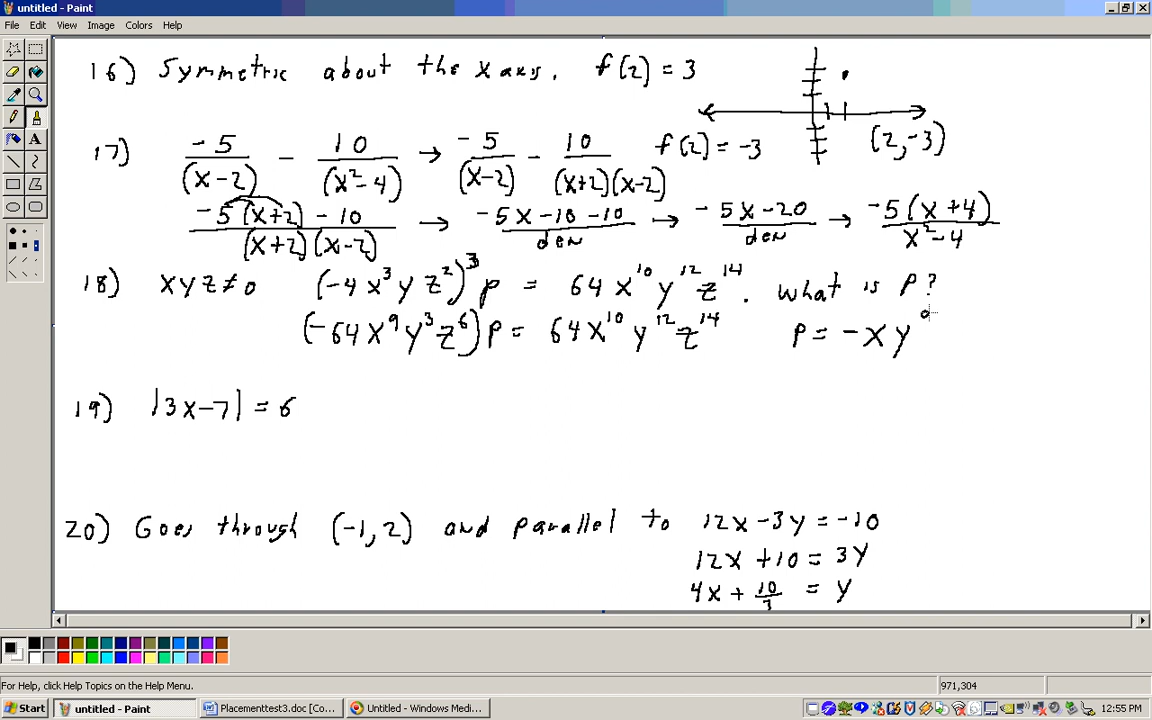 untitled - Paint
File Edit View Image Colors Help
16) Symmetric about the x axis. f(2) = 3
17) -5/(x-2) - 10/(x²-4) → -5/(x-2) - 10/((x+2)(x-2)) f(2) = -3 (2,-3)
(-5(x+2) -10)/((x+2)(x-2)) → (-5x -10 -10)/den → (-5x -20)/den → -5(x+4)/(x²-4)
18) xyz≠0 (-4x³yz²)³p = 64x¹⁰y¹²z¹⁴. What is P?
(-64x⁹y³z⁶)p = 64x¹⁰y¹²z¹⁴ P = -xy
19) |3x-7| = 6
20) Goes through (-1,2) and parallel to 12x -3y = -10
12x +10 = 3y
4x + 10/3 = y
For Help, click Help Topics on the Help Menu. 971,304
Start untitled - Paint Placementtest3.doc [Co... Untitled - Windows Medi... 12:55 PM